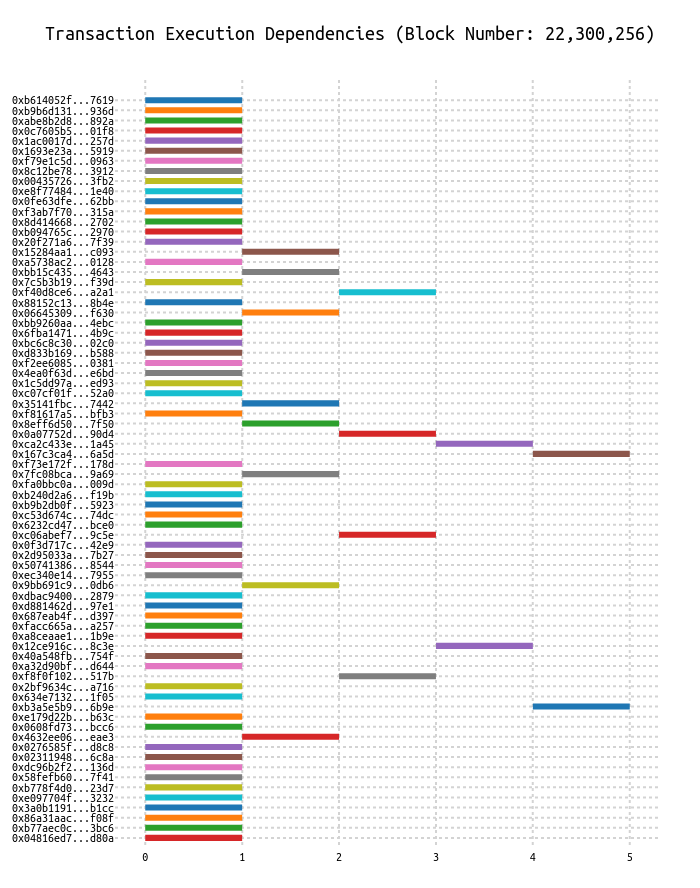 Transaction Execution Dependencies (Block Number: 22,300,256)
0xb614052f...7619
0xb9b6d131...936d
0xabe8b2d8...892a
0x0c7605b5...01f8
0x1ac0017d...257d
0x1693e23a...5919
0xf79e1c5d...0963
0x8c12be78...3912
0x00435726...3fb2
0xe8f77484...1e40
0x0fe63dfe...62bb
0xf3ab7f70...315a
0x8d414668...2702
0xb094765c...2970
0x20f271a6...7f39
0x15284aa1...c093
0xa5738ac2...0128
0xbb15c435...4643
0x7c5b3b19...f39d
0xf40d8ce6...a2a1
0x88152c13...8b4e
0x06645309...f630
0xbb9260aa...4ebc
0x6fba1471...4b9c
0xbc6c8c30...02c0
0xd833b169...b588
0xf2ee6085...0381
0x4ea0f63d...e6bd
0x1c5dd97a...ed93
0xc07cf01f...52a0
0x35141fbc...7442
0xf81617a5...bfb3
0x8eff6d50...7f50
0x0a07752d...90d4
0xca2c433e...1a45
0x167c3ca4...6a5d
0xf73e172f...178d
0x7fc08bca...9a69
0xfa0bbc0a...009d
0xb240d2a6...f19b
0xb9b2db0f...5923
0xc53d674c...74dc
0x6232cd47...bce0
0xc06abef7...9c5e
0x0f3d717c...42e9
0x2d95033a...7b27
0x50741386...8544
0xec340e14...7955
0x9bb691c9...0db6
0xdbac9400...2879
0xd881462d...97e1
0x687eab4f...d397
0xfacc665a...a257
0xa8ceaae1...1b9e
0x12ce916c...8c3e
0x40a548fb...754f
0xa32d90bf...d644
0xf8f0f102...517b
0x2bf9634c...a716
0x634e7132...1f05
0xb3a5e5b9...6b9e
0xe179d22b...b63c
0x0608fd73...bcc6
0x4632ee06...eae3
0x0276585f...d8c8
0x02311948...6c8a
0xdc96b2f2...136d
0x58fefb60...7f41
0xb778f4d0...23d7
0xe097704f...3232
0x3a0b1191...b1cc
0x86a31aac...f08f
0xb77aec0c...3bc6
0x04816ed7...d80a
0 1 2 3 4 5